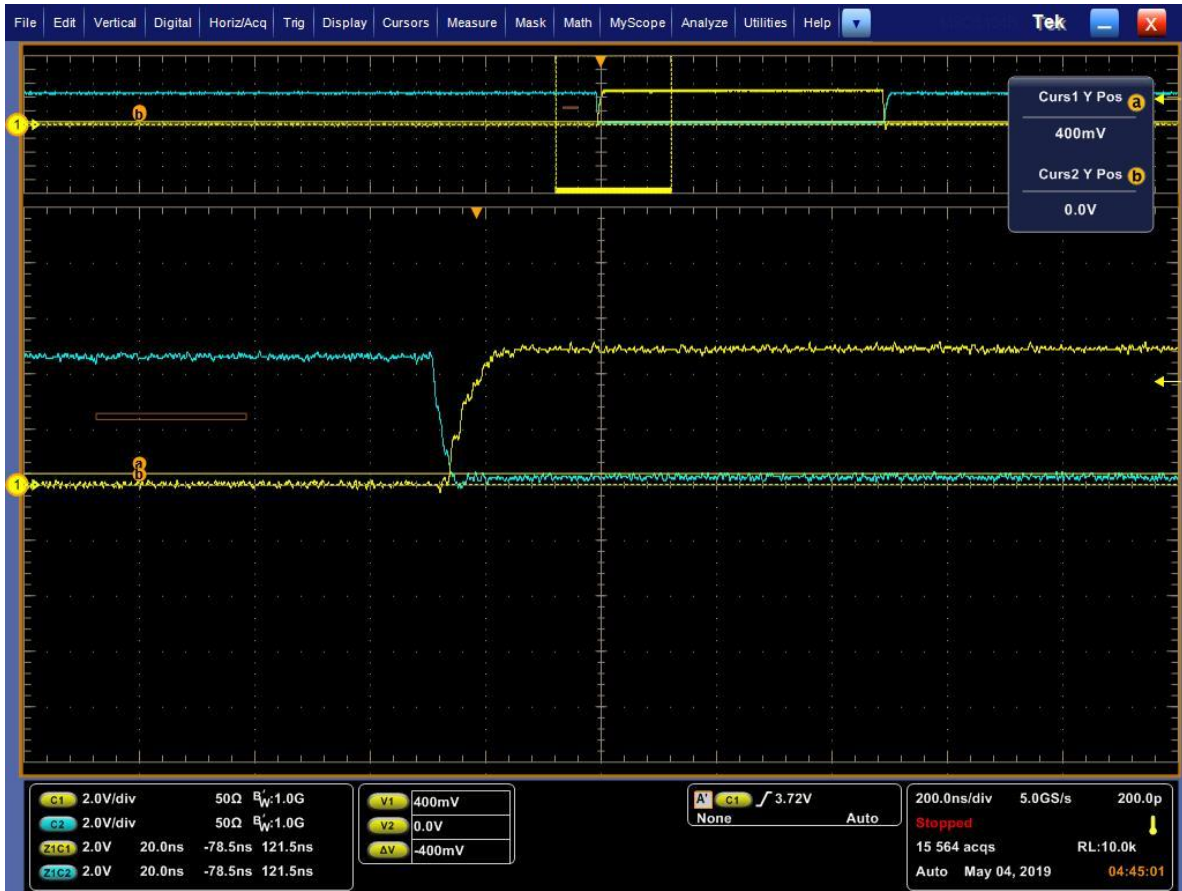 File Edit Vertical Digital Horiz/Acq Trig Display Cursors Measure Mask Math MyScope Analyze Utilities Help Tek X
Curs1 Y Pos a
400mV
Curs2 Y Pos b
0.0V
b
1
a
b
1
C1 2.0V/div 50Ω BW:1.0G
C2 2.0V/div 50Ω BW:1.0G
Z1C1 2.0V 20.0ns -78.5ns 121.5ns
Z1C2 2.0V 20.0ns -78.5ns 121.5ns
V1 400mV
V2 0.0V
ΔV -400mV
A' C1 3.72V
None Auto
200.0ns/div 5.0GS/s 200.0p
Stopped
15 564 acqs RL:10.0k
Auto May 04, 2019 04:45:01